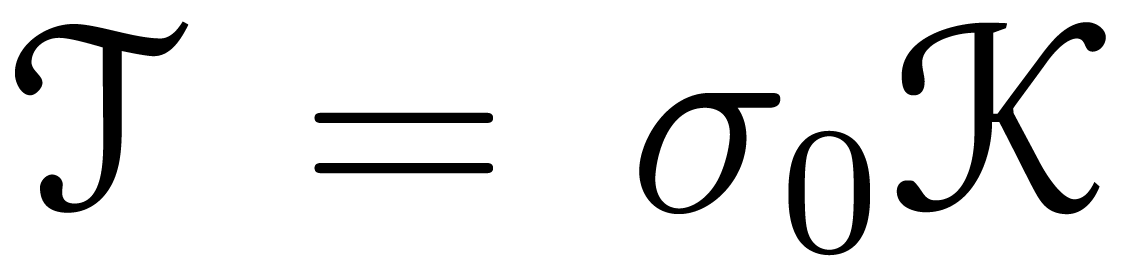 𝒯 = σ₀𝒦